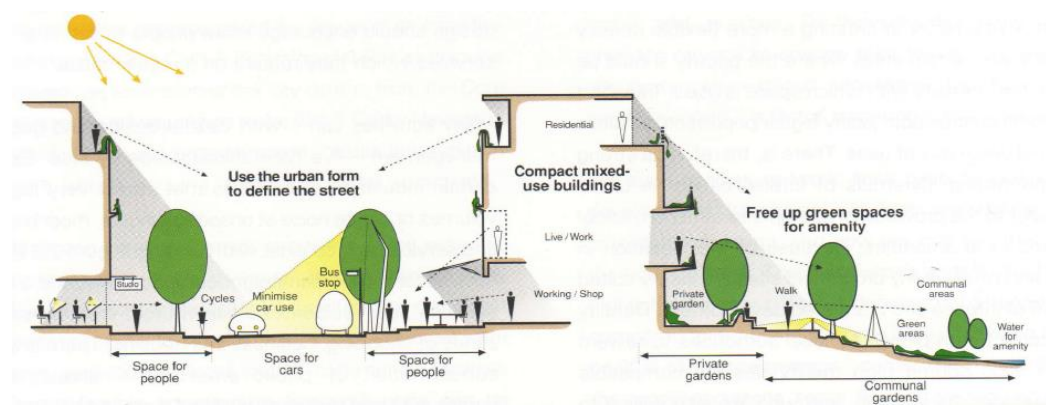 Use the urban form
to define the street
Studio
Cycles
Minimise
car use
Bus
stop
Space for
people
Space for
cars
Space for
people
Residential
Compact mixed-
use buildings
Live / Work
Working / Shop
Free up green spaces
for amenity
Private
garden
Walk
Communal
areas
Green
areas
Water
for
amenity
Private
gardens
Communal
gardens